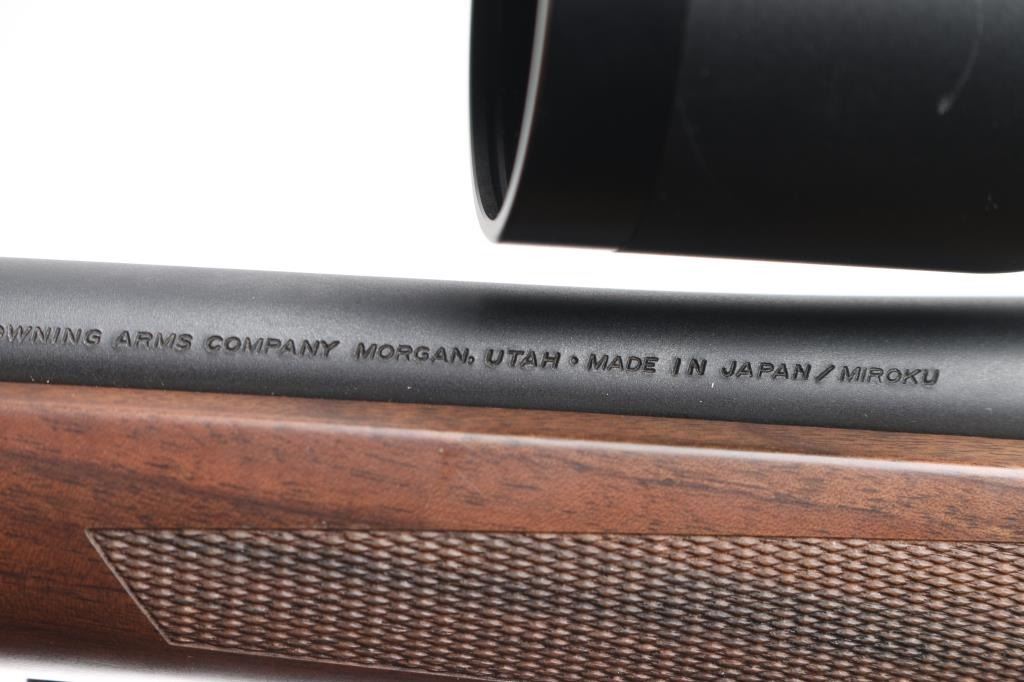 OWNING ARMS COMPANY MORGAN, UTAH • MADE IN JAPAN/MIROKU